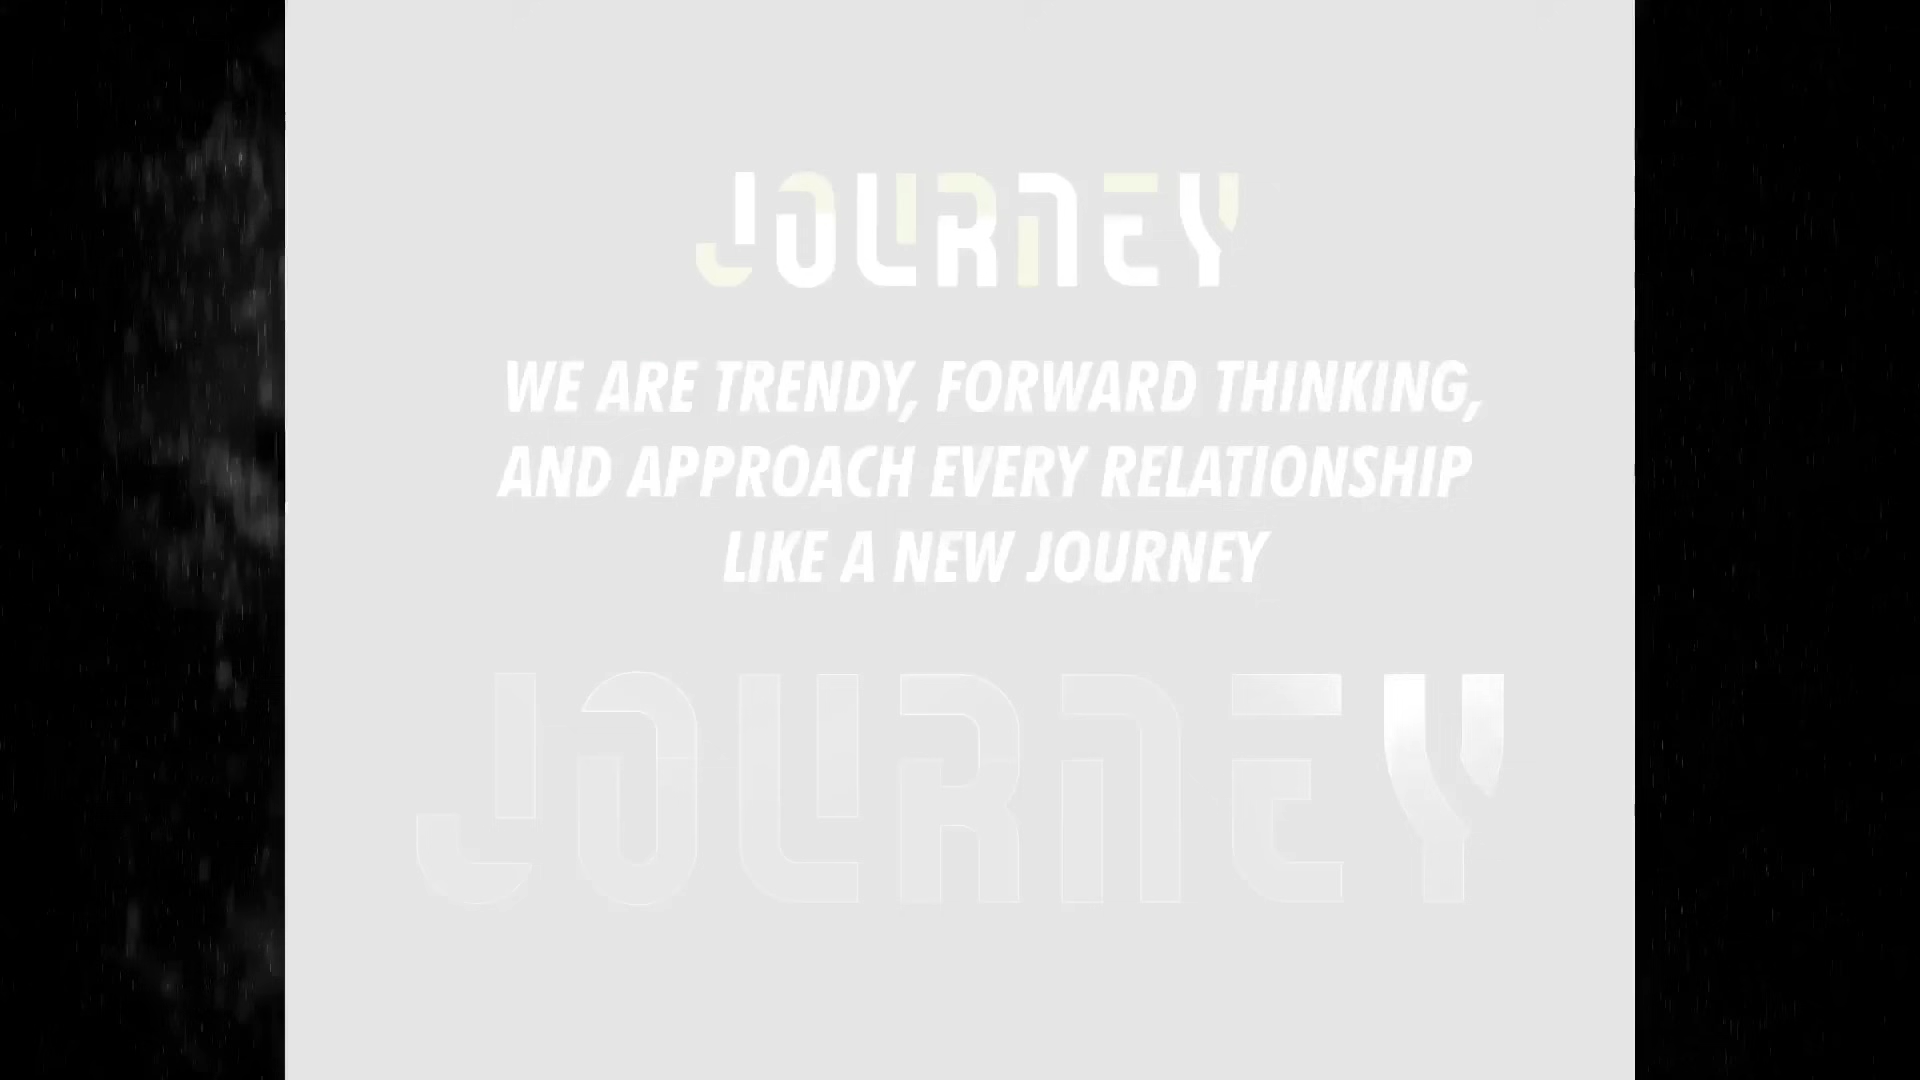 JOURNEY
WE ARE TRENDY, FORWARD THINKING,
AND APPROACH EVERY RELATIONSHIP
LIKE A NEW JOURNEY
JOURNEY